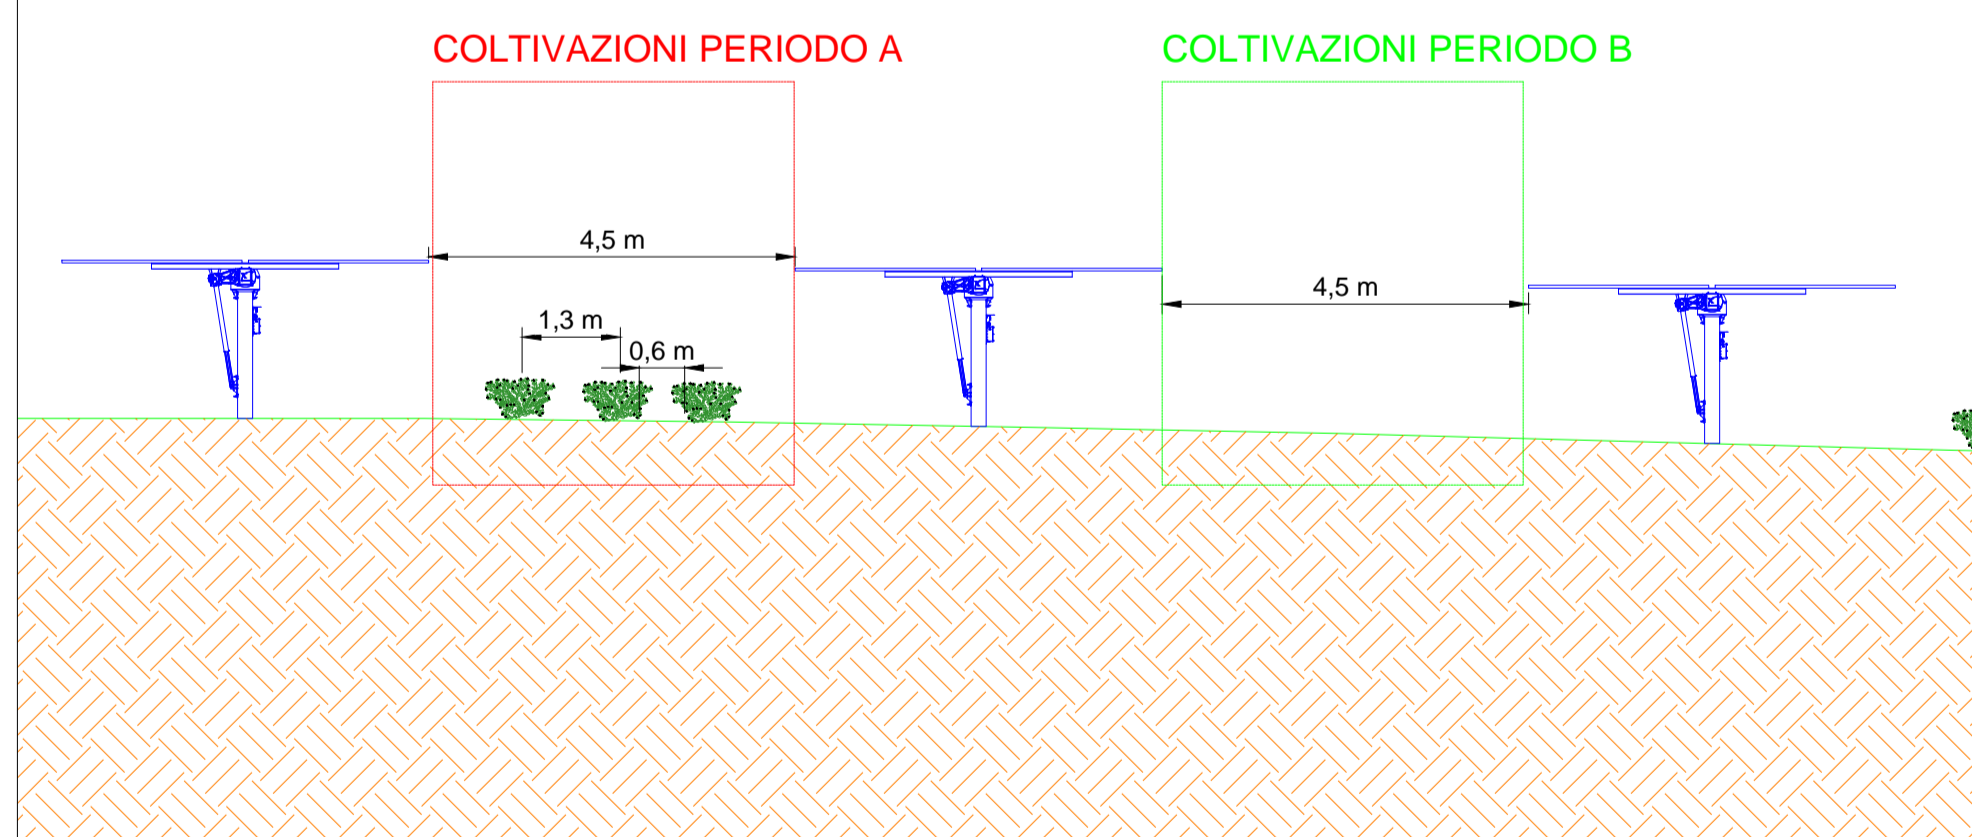 COLTIVAZIONI PERIODO A
COLTIVAZIONI PERIODO B
4,5 m
4,5 m
1,3 m
0,6 m